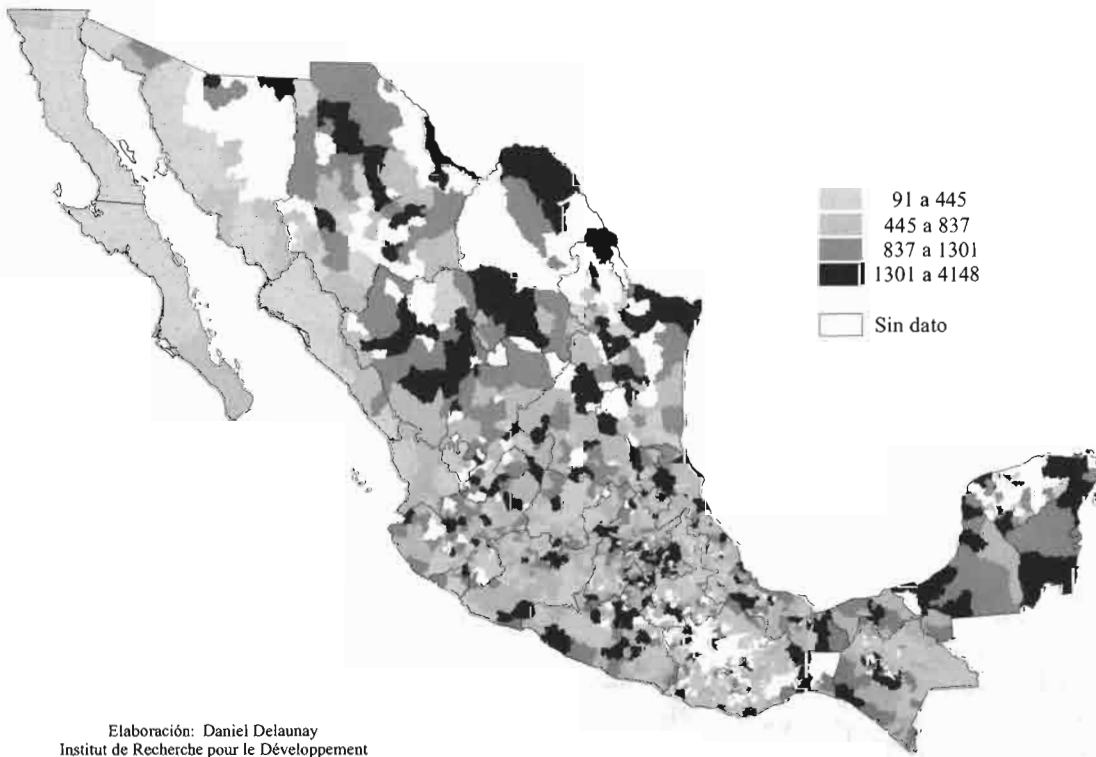 91 a 445
445 a 837
837 a 1301
1301 a 4148
Sin dato
Elaboración: Daniel Delaunay
Institut de Recherche pour le Développement